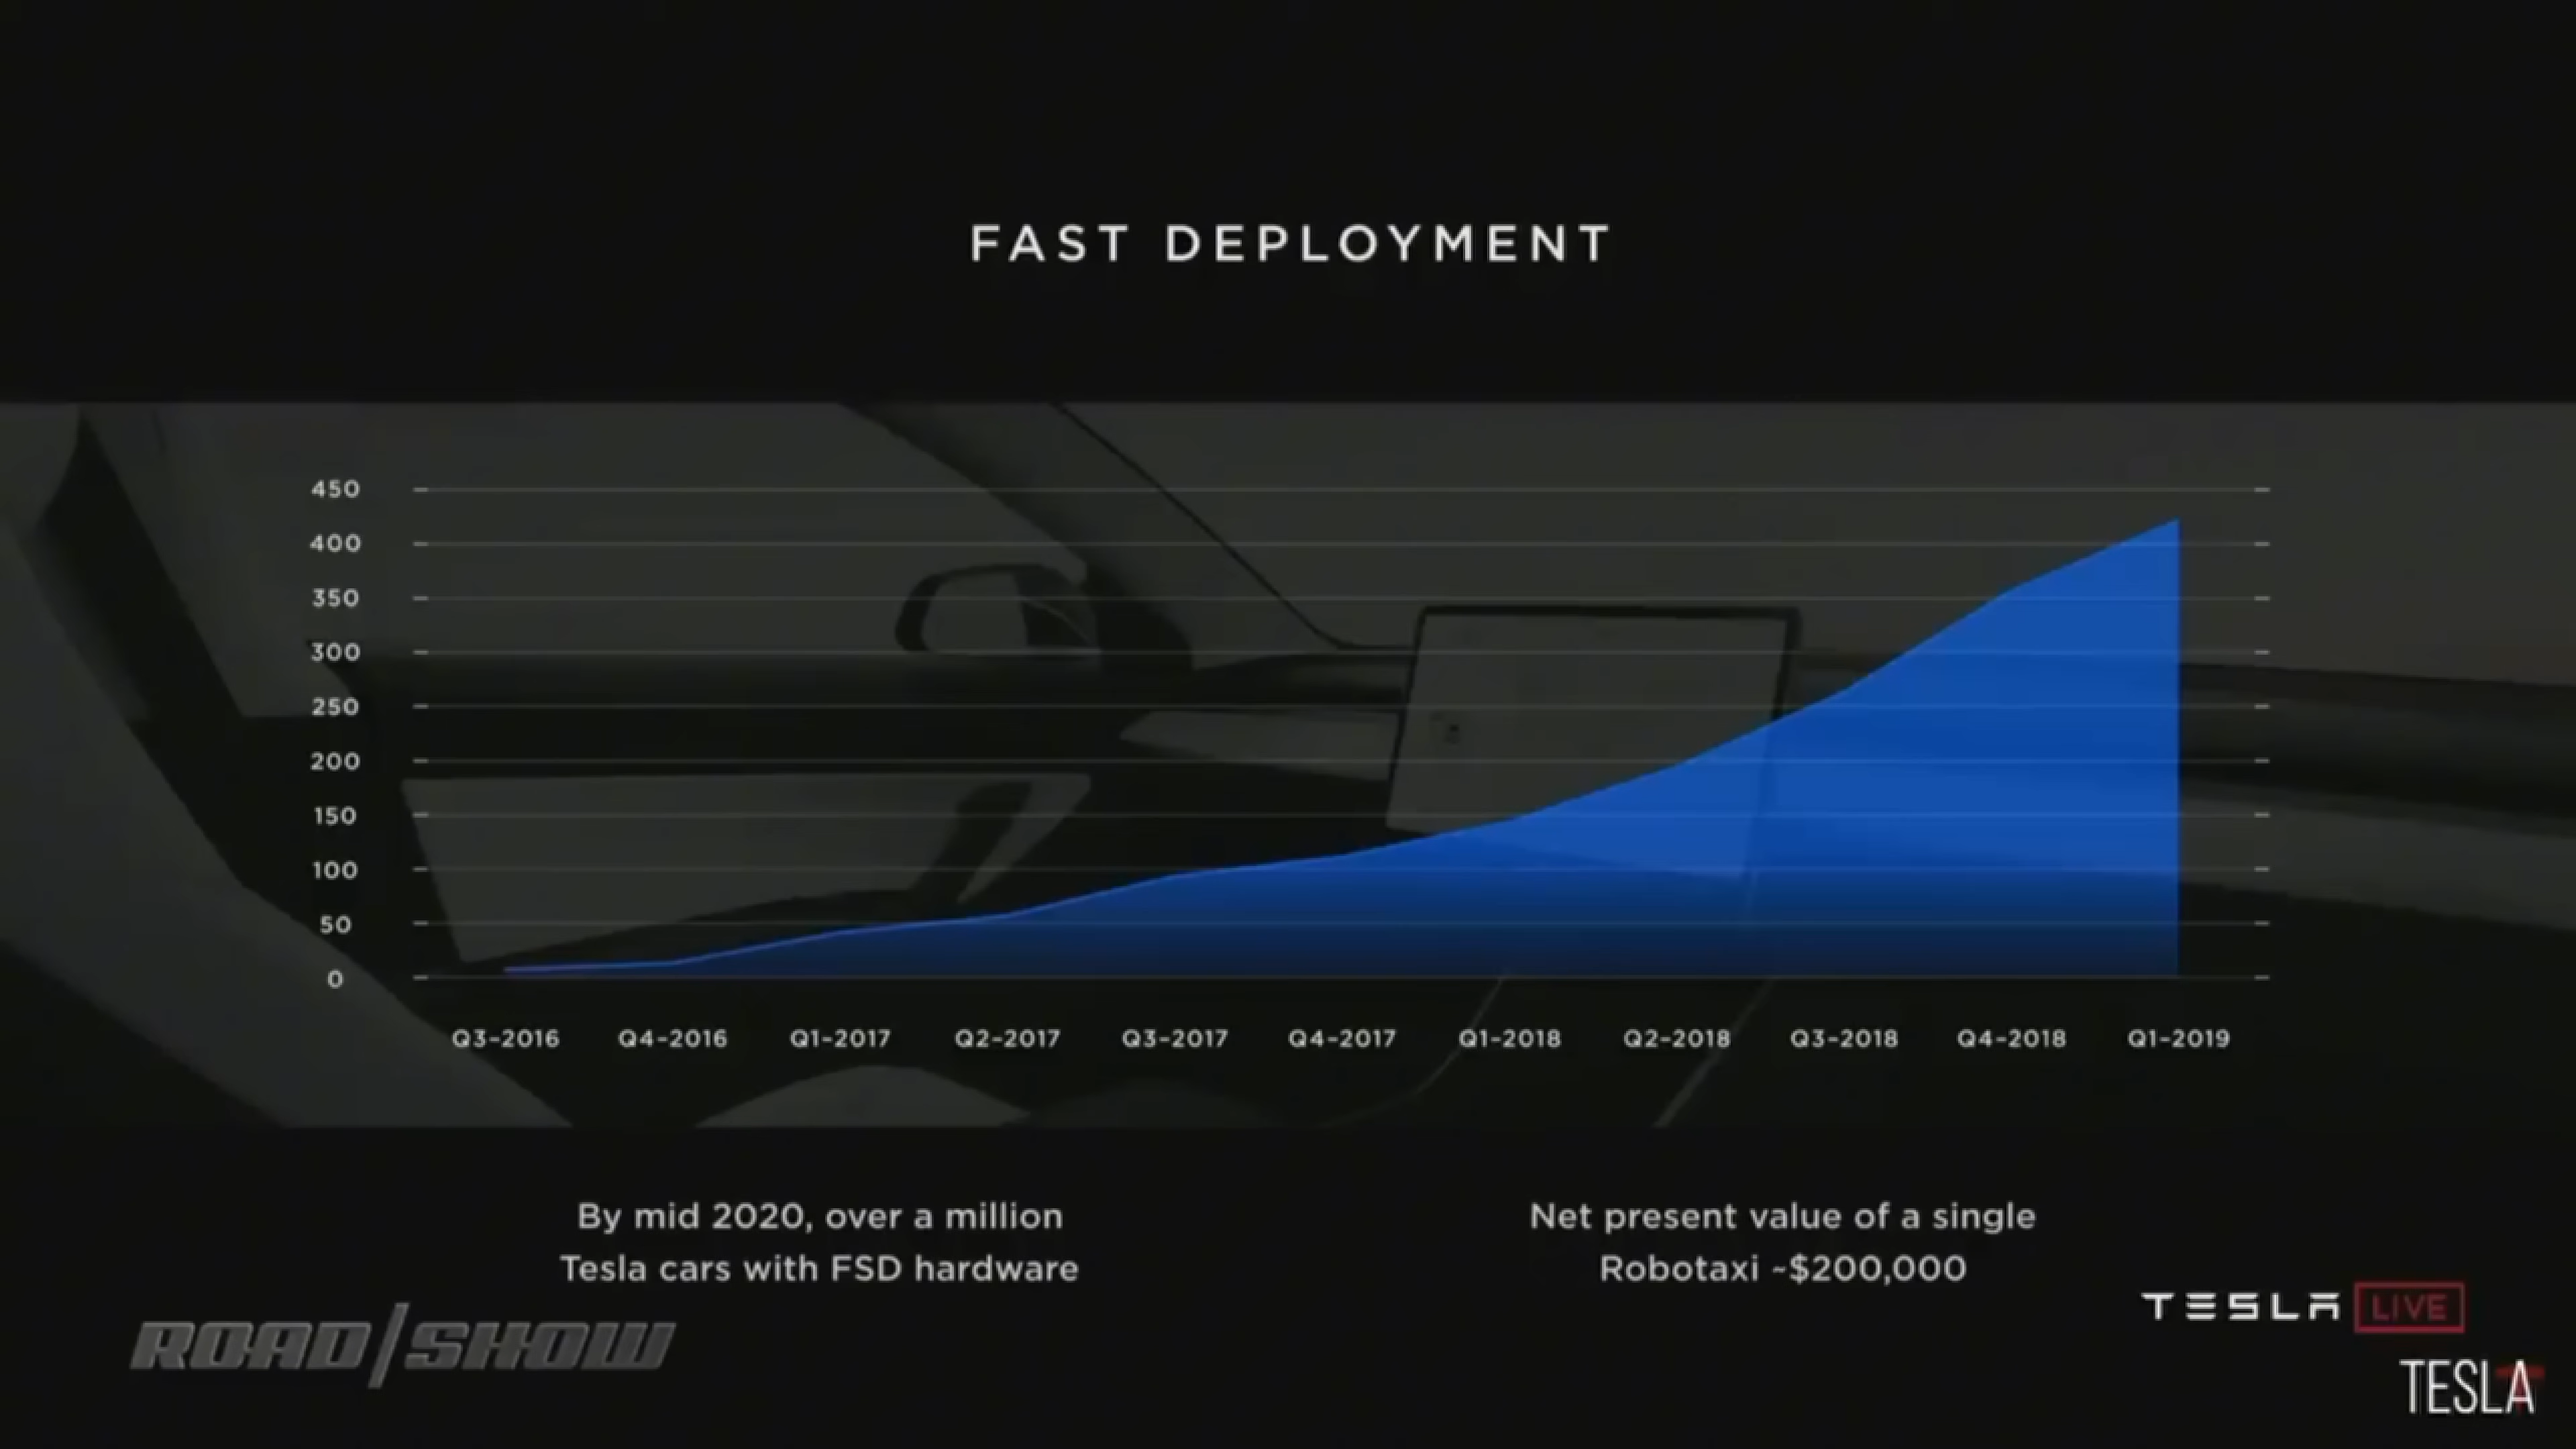 FAST DEPLOYMENT
450
400
350
300
250
200
150
100
50
0
Q3-2016 Q4-2016 Q1-2017 Q2-2017 Q3-2017 Q4-2017 Q1-2018 Q2-2018 Q3-2018 Q4-2018 Q1-2019
By mid 2020, over a million
Tesla cars with FSD hardware
Net present value of a single
Robotaxi ~$200,000
ROAD/SHOW
TESLA LIVE
TESLA